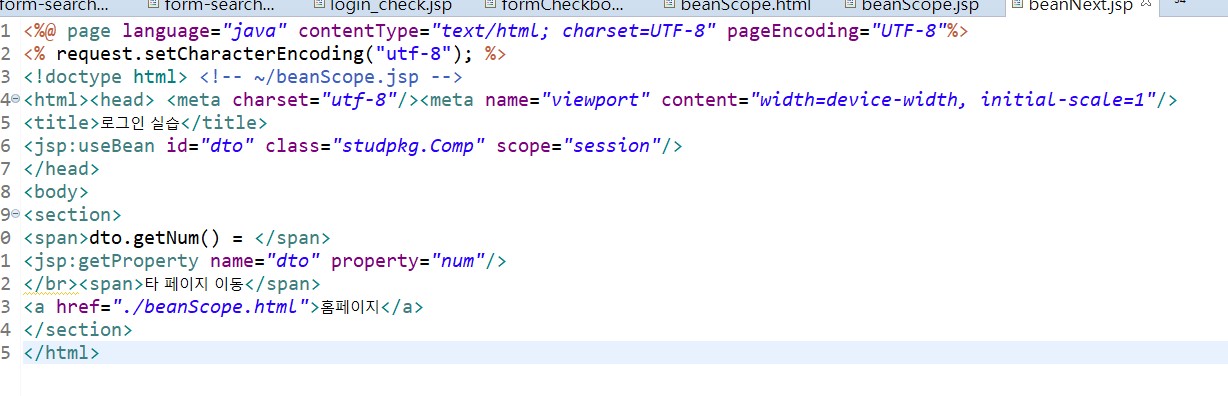 form-search... form-search... login_check.jsp formCheckbo... beanScope.html beanScope.jsp beanNext.jsp 34
1 <%@ page language="java" contentType="text/html; charset=UTF-8" pageEncoding="UTF-8"%>
2 <% request.setCharacterEncoding("utf-8"); %>
3 <!doctype html> <!-- ~/beanScope.jsp -->
4 <html><head> <meta charset="utf-8"/><meta name="viewport" content="width=device-width, initial-scale=1"/>
5 <title>로그인 실습</title>
6 <jsp:useBean id="dto" class="studpkg.Comp" scope="session"/>
7 </head>
8 <body>
9 <section>
0 <span>dto.getNum() = </span>
1 <jsp:getProperty name="dto" property="num"/>
2 </br><span>타 페이지 이동</span>
3 <a href="./beanScope.html">홈페이지</a>
4 </section>
5 </html>